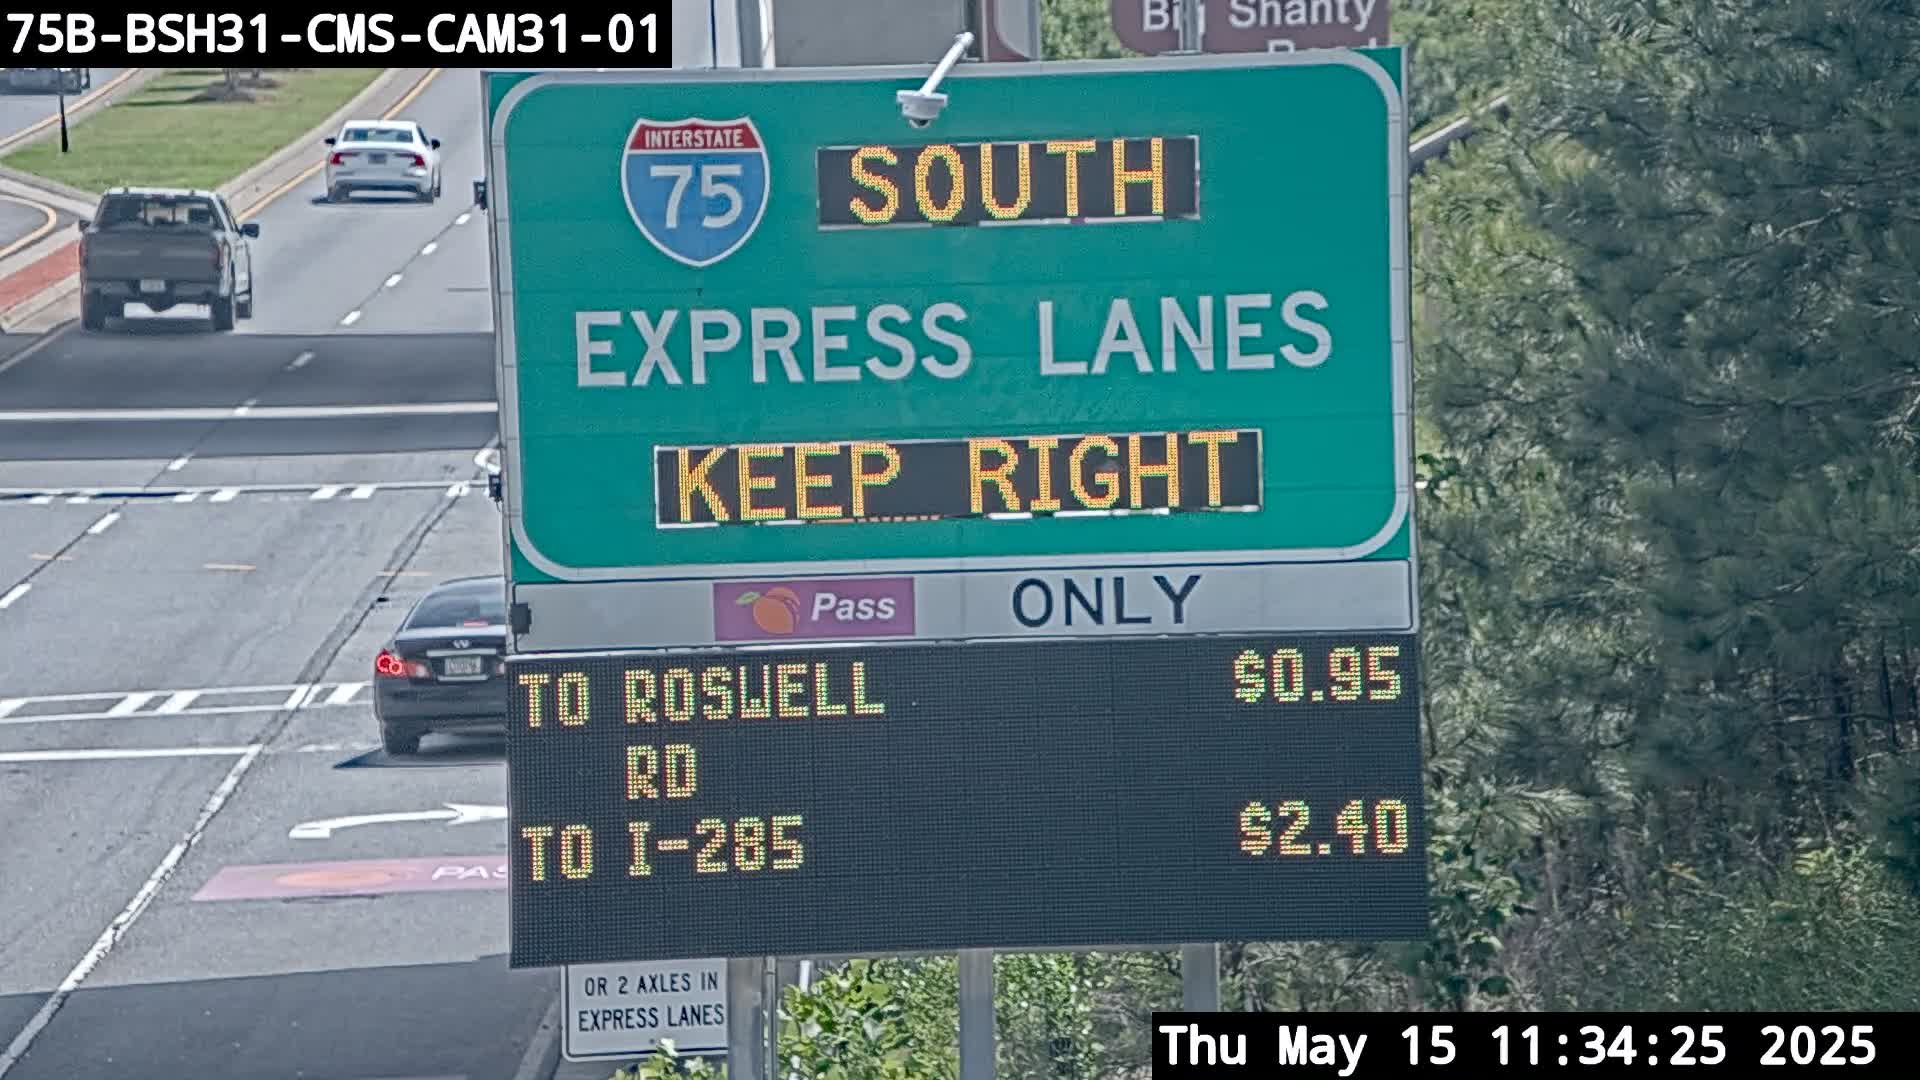 75B-BSH31-CMS-CAM31-01
Big Shanty
INTERSTATE
75
SOUTH
EXPRESS LANES
KEEP RIGHT
Pass ONLY
TO ROSWELL $0.95
RD
TO I-285 $2.40
OR 2 AXLES IN
EXPRESS LANES
Thu May 15 11:34:25 2025